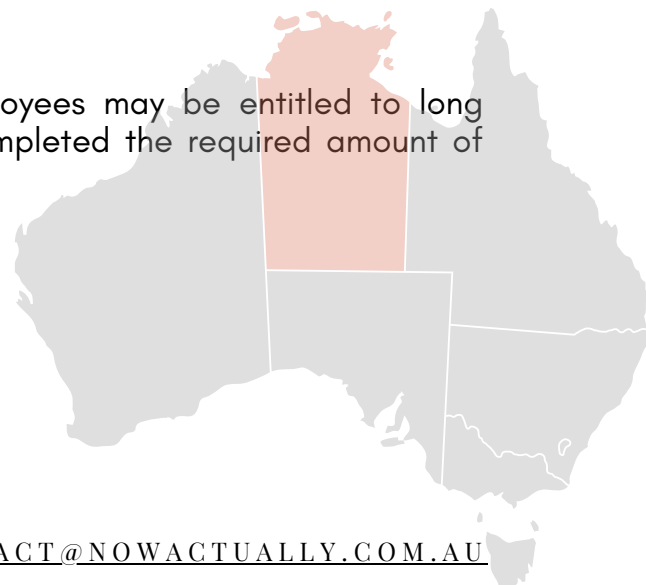 oyees may be entitled to long
mpleted the required amount of
ACT@NOWACTUALLY.COM.AU